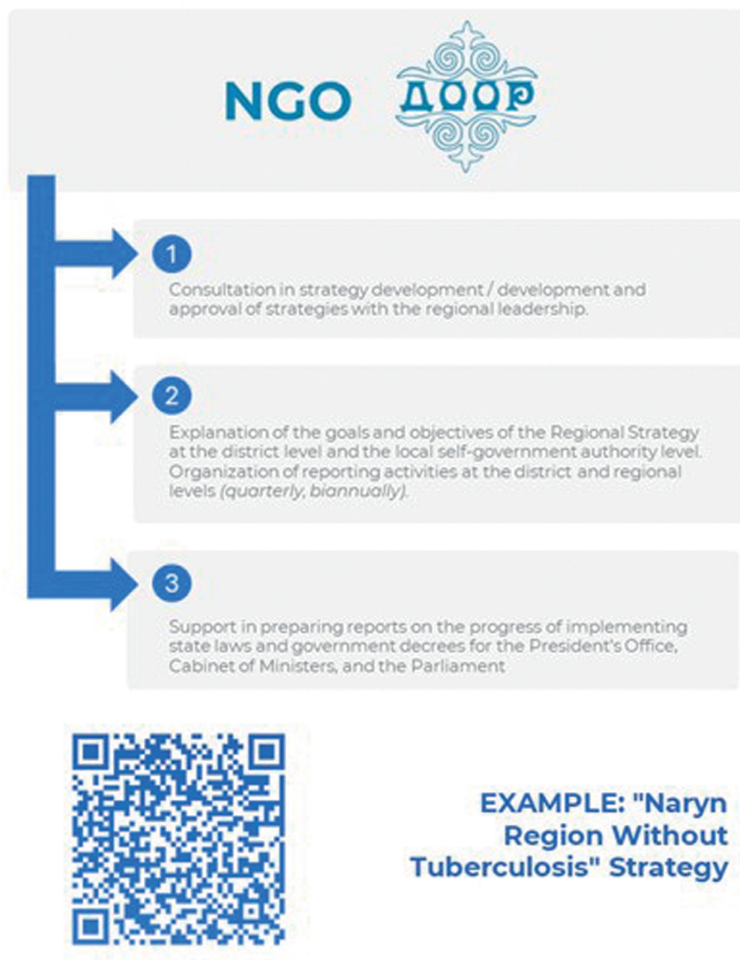 NGO
ДООР
1
Consultation in strategy development / development and
approval of strategies with the regional leadership.
2
Explanation of the goals and objectives of the Regional Strategy
at the district level and the local self-government authority level.
Organization of reporting activities at the district and regional
levels (quarterly, biannually).
3
Support in preparing reports on the progress of implementing
state laws and government decrees for the President's Office,
Cabinet of Ministers, and the Parliament
EXAMPLE: "Naryn
Region Without
Tuberculosis" Strategy